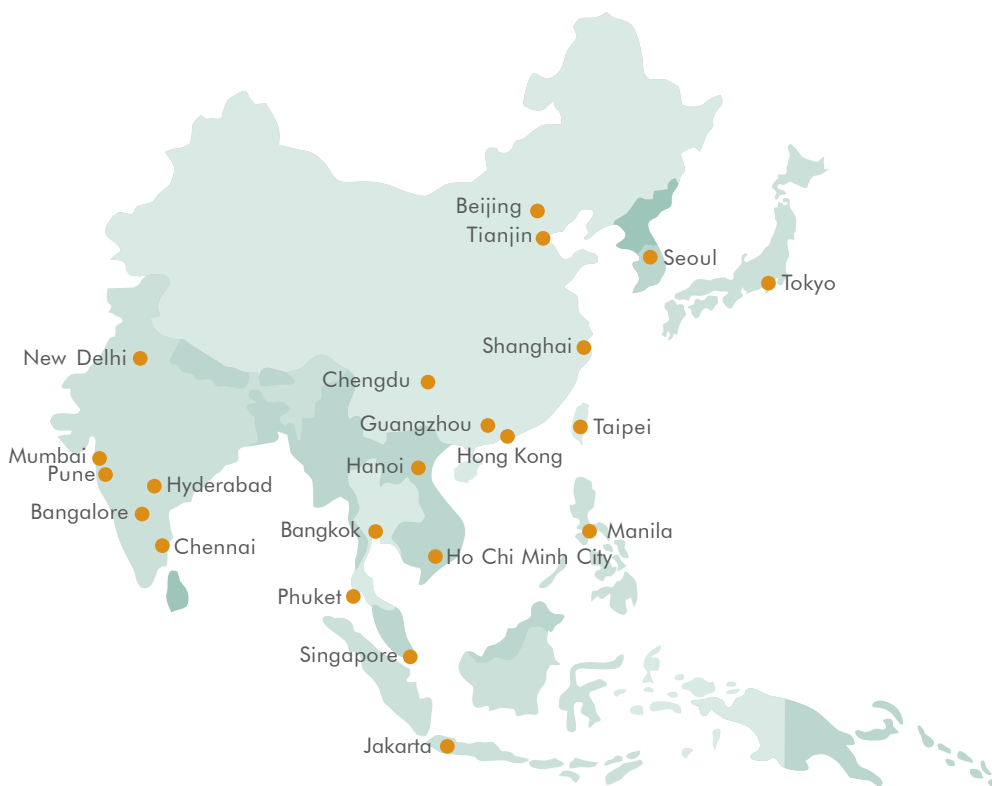 Beijing
Tianjin
Seoul
Tokyo
Shanghai
New Delhi
Chengdu
Guangzhou
Taipei
Hong Kong
Mumbai
Hanoi
Pune
Hyderabad
Bangalore
Bangkok
Manila
Chennai
Ho Chi Minh City
Phuket
Singapore
Jakarta